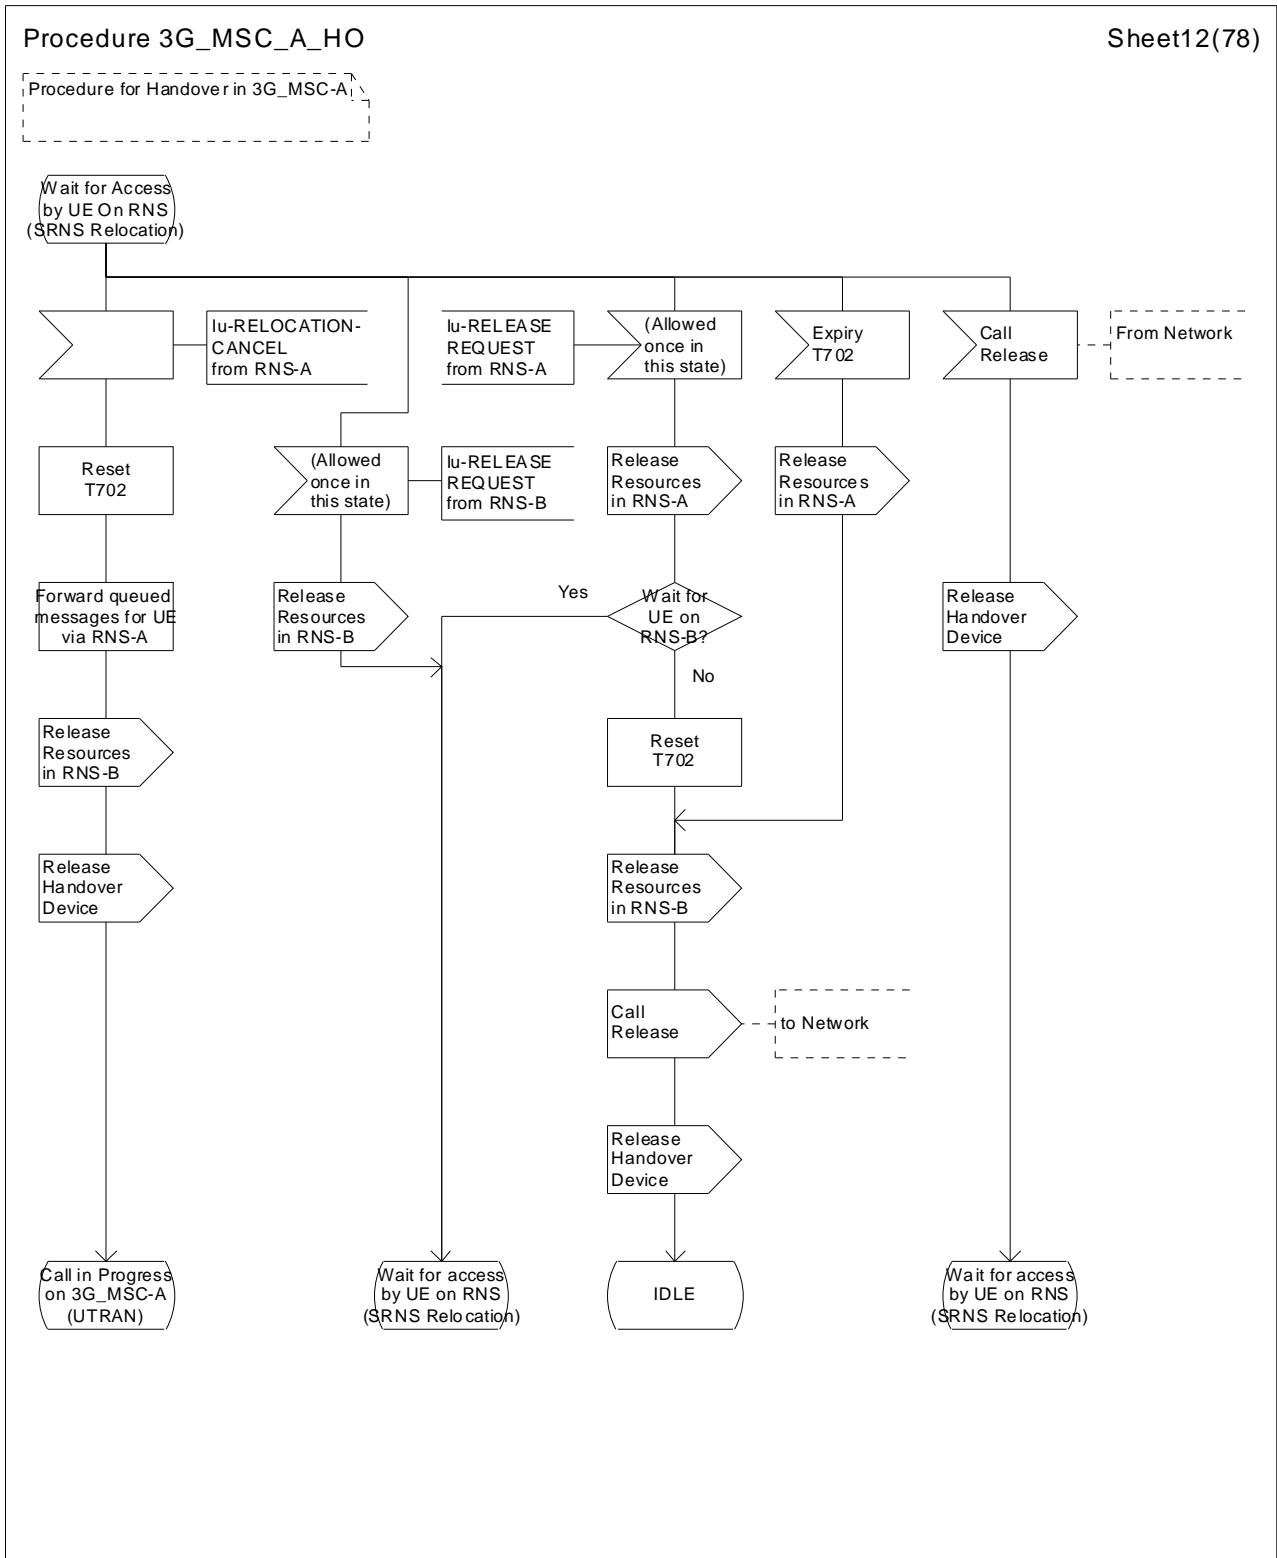 Procedure 3G_MSC_A_HO
Sheet12(78)
Procedure for Handover in 3G_MSC-A
Wait for Access
by UE On RNS
(SRNS Relocation)
Iu-RELOCATION-
CANCEL
from RNS-A
Iu-RELEASE
REQUEST
from RNS-A
(Allowed
once in
this state)
Expiry
T702
Call
Release
From Network
Reset
T702
(Allowed
once in
this state)
Iu-RELEASE
REQUEST
from RNS-B
Release
Resources
in RNS-A
Release
Resources
in RNS-A
Forward queued
messages for UE
via RNS-A
Release
Resources
in RNS-B
Yes
Wait for
UE on
RNS-B?
No
Release
Handover
Device
Release
Resources
in RNS-B
Reset
T702
Release
Handover
Device
Release
Resources
in RNS-B
Call
Release
to Network
Release
Handover
Device
Call in Progress
on 3G_MSC-A
(UTRAN)
Wait for access
by UE on RNS
(SRNS Relocation)
IDLE
Wait for access
by UE on RNS
(SRNS Relocation)